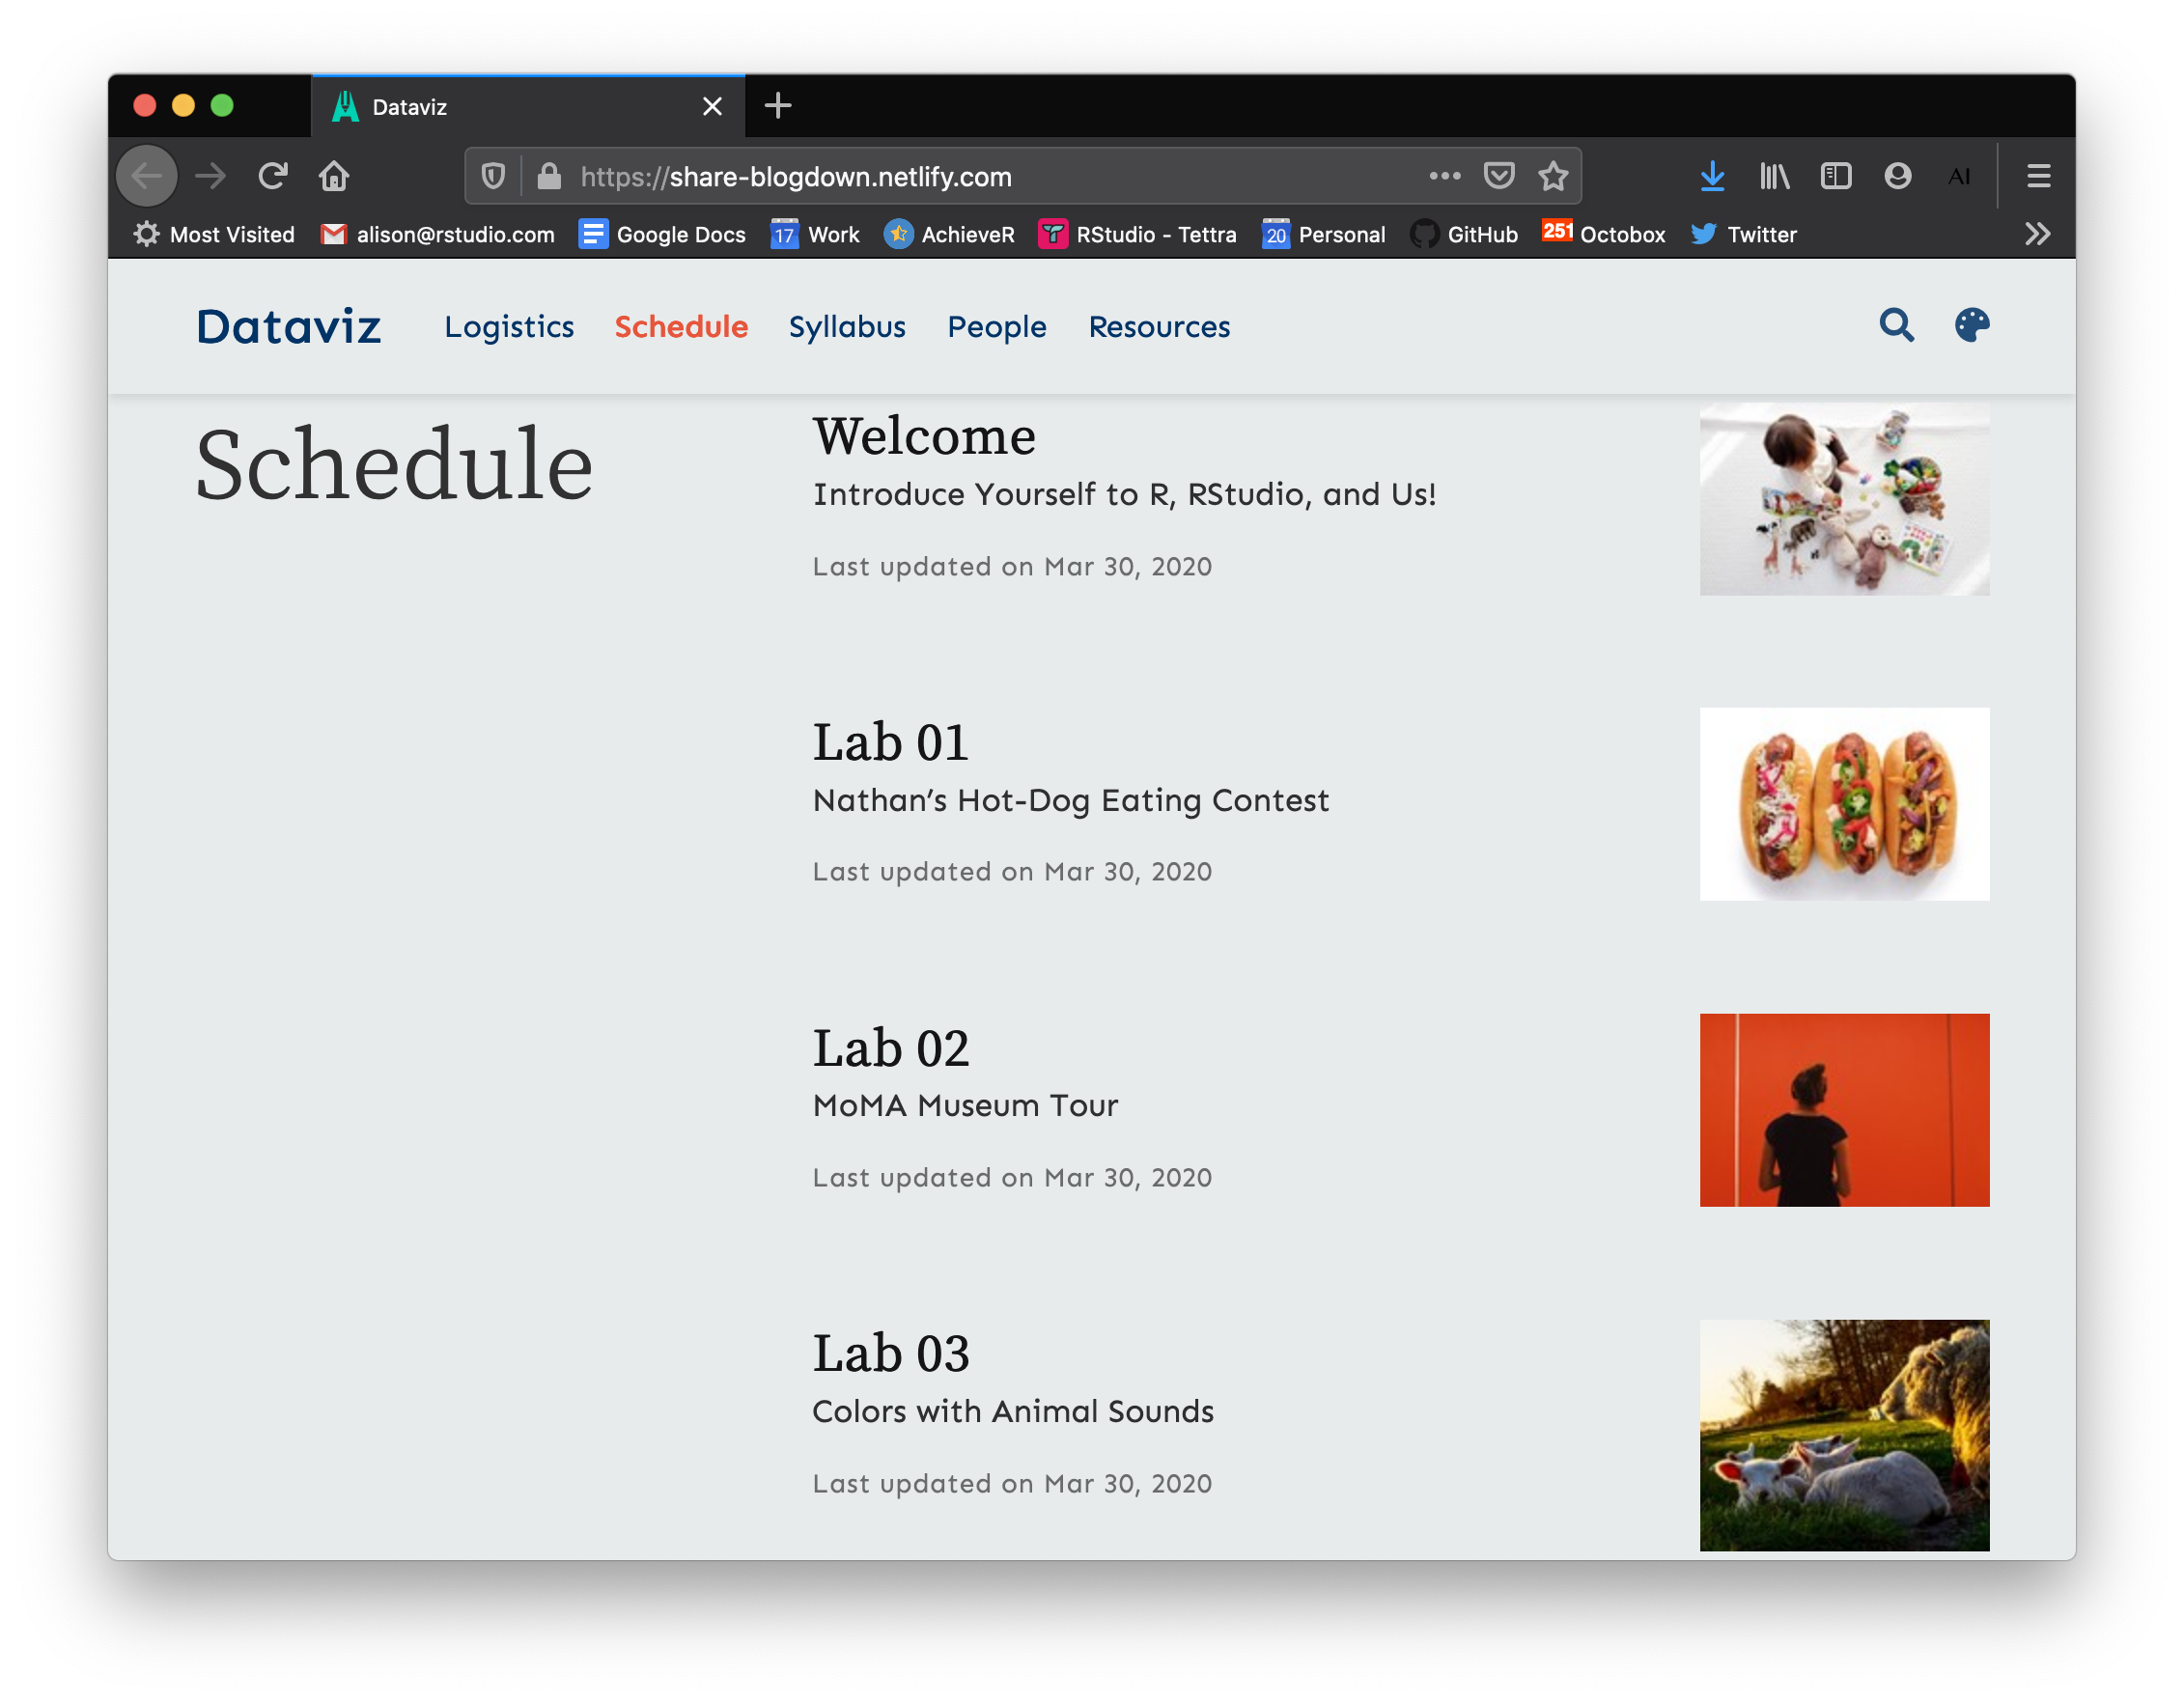 Dataviz
https://share-blogdown.netlify.com
AI
Most Visited alison@rstudio.com Google Docs 17 Work AchieveR RStudio - Tettra 20 Personal GitHub 251 Octobox Twitter
Dataviz Logistics Schedule Syllabus People Resources
Schedule
Welcome
Introduce Yourself to R, RStudio, and Us!
Last updated on Mar 30, 2020
Lab 01
Nathan’s Hot-Dog Eating Contest
Last updated on Mar 30, 2020
Lab 02
MoMA Museum Tour
Last updated on Mar 30, 2020
Lab 03
Colors with Animal Sounds
Last updated on Mar 30, 2020